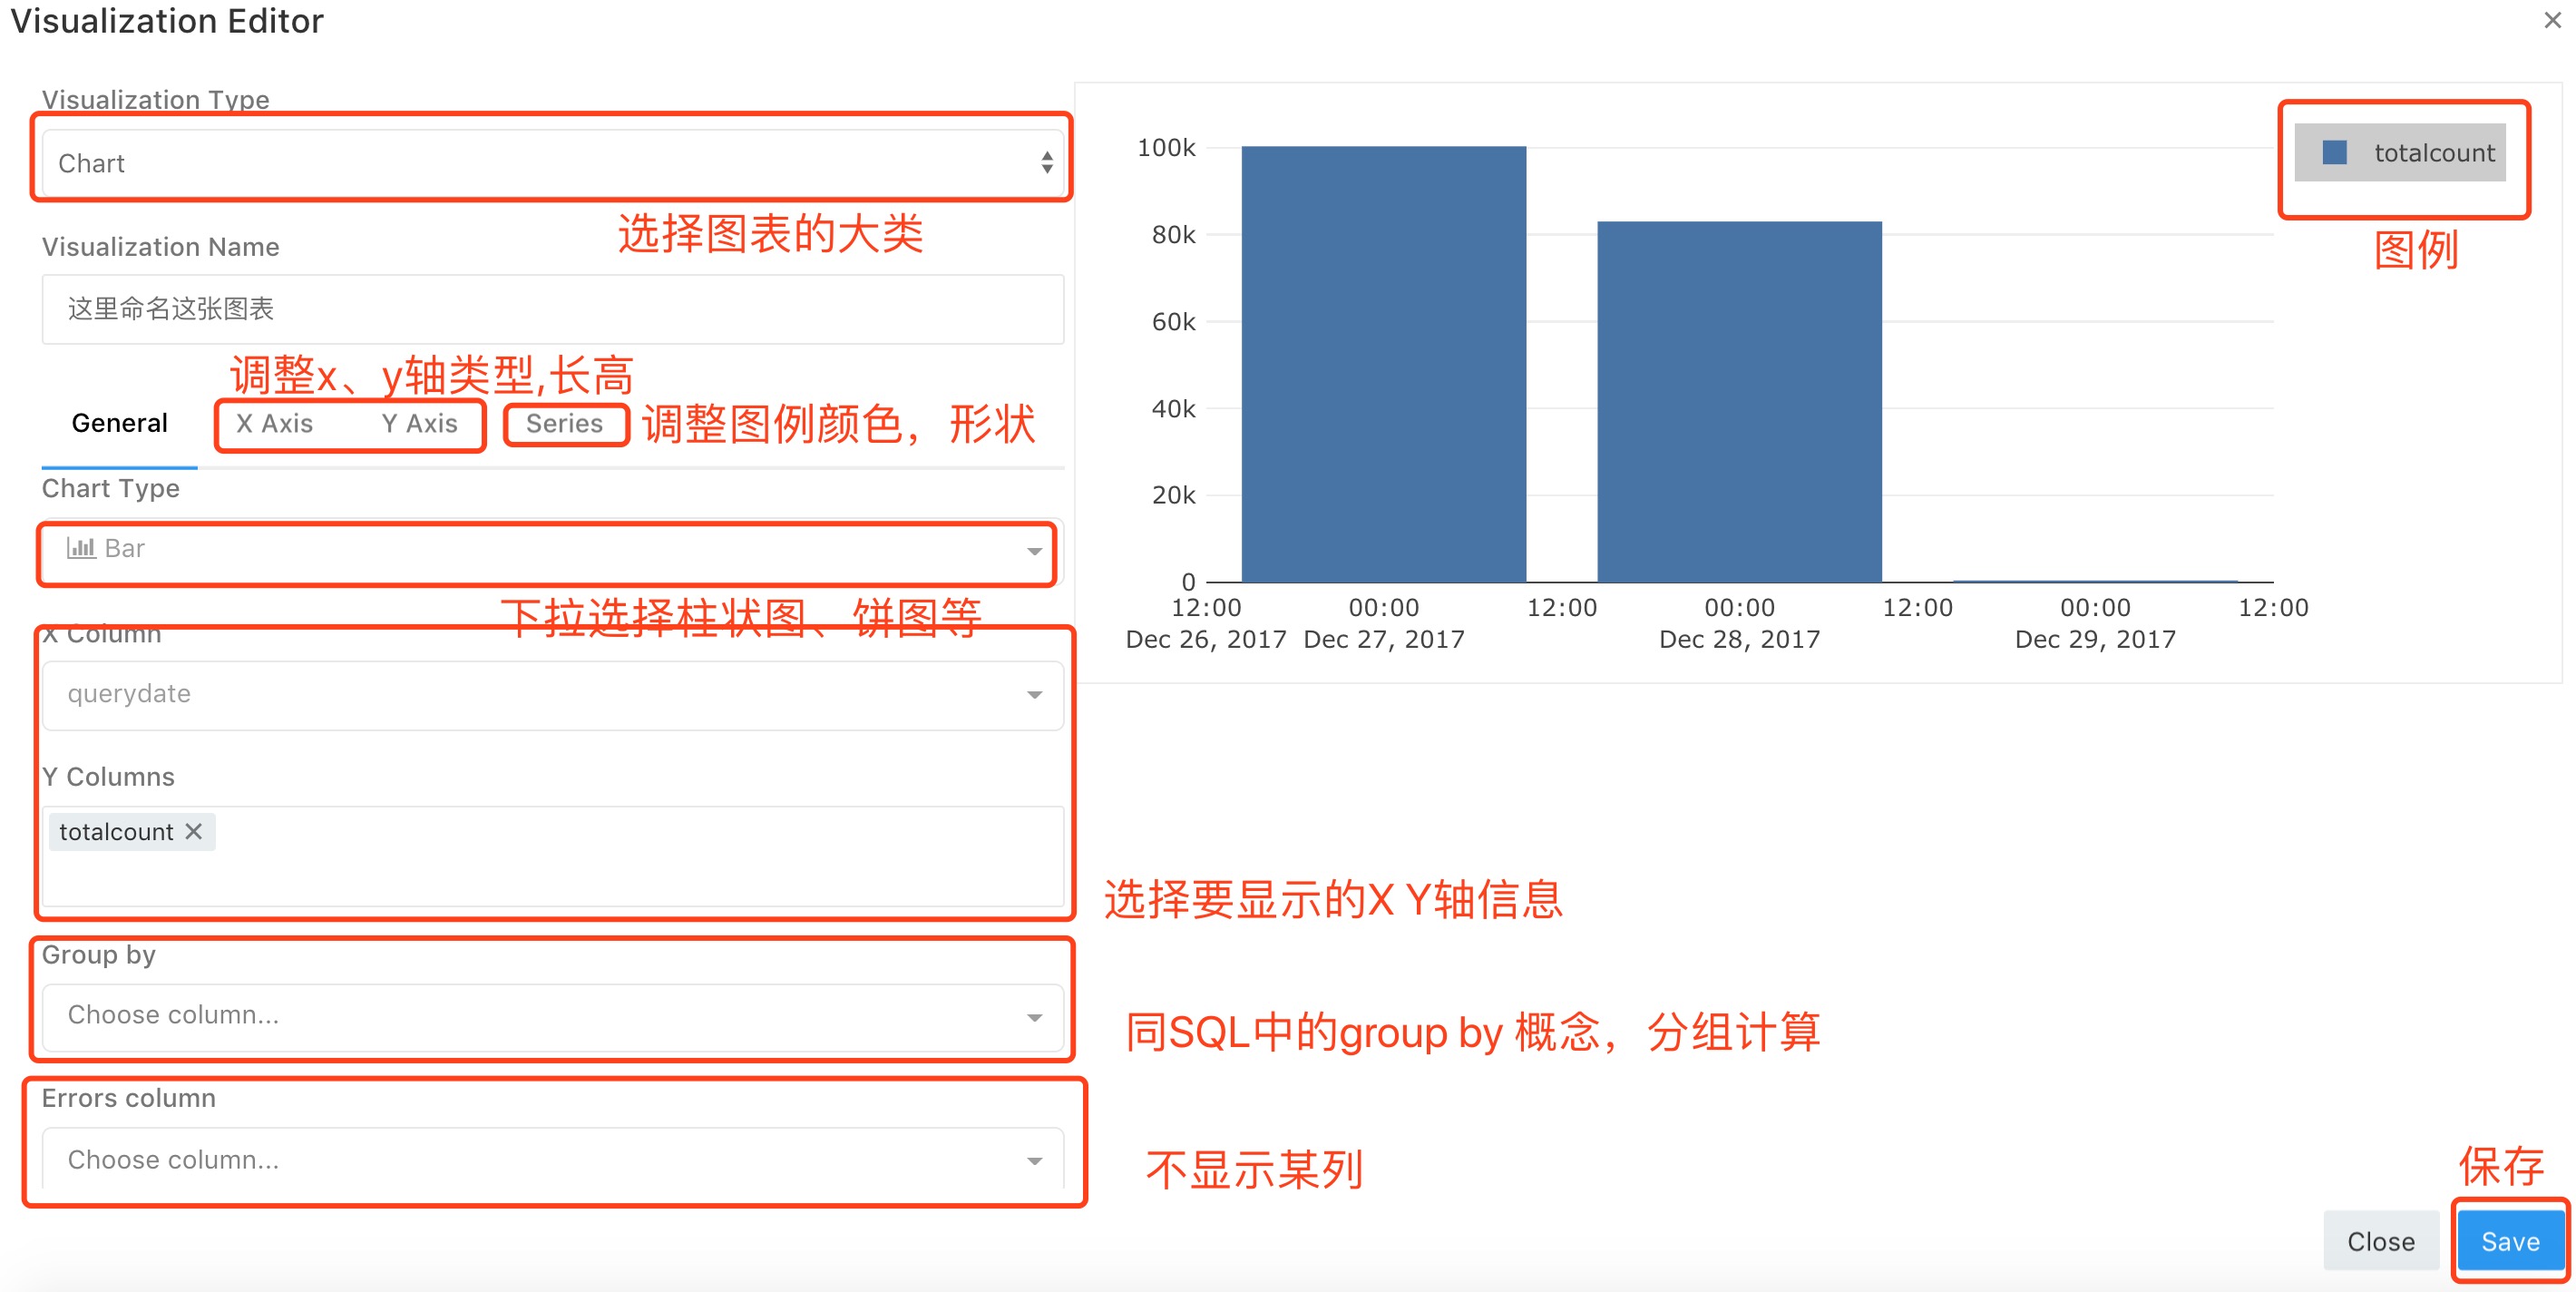 Visualization Editor
×
Visualization Type
Chart
选择图表的大类
Visualization Name
这里命名这张图表
调整x、y轴类型,长高
General
X Axis
Y Axis
Series
调整图例颜色，形状
Chart Type
Bar
下拉选择柱状图、饼图等
X Column
querydate
Y Columns
totalcount ×
选择要显示的X Y轴信息
Group by
Choose column...
同SQL中的group by 概念，分组计算
Errors column
Choose column...
不显示某列
100k
80k
60k
40k
20k
0
12:00 00:00 12:00 00:00 12:00 00:00 12:00
Dec 26, 2017 Dec 27, 2017 Dec 28, 2017 Dec 29, 2017
totalcount
图例
保存
Close
Save